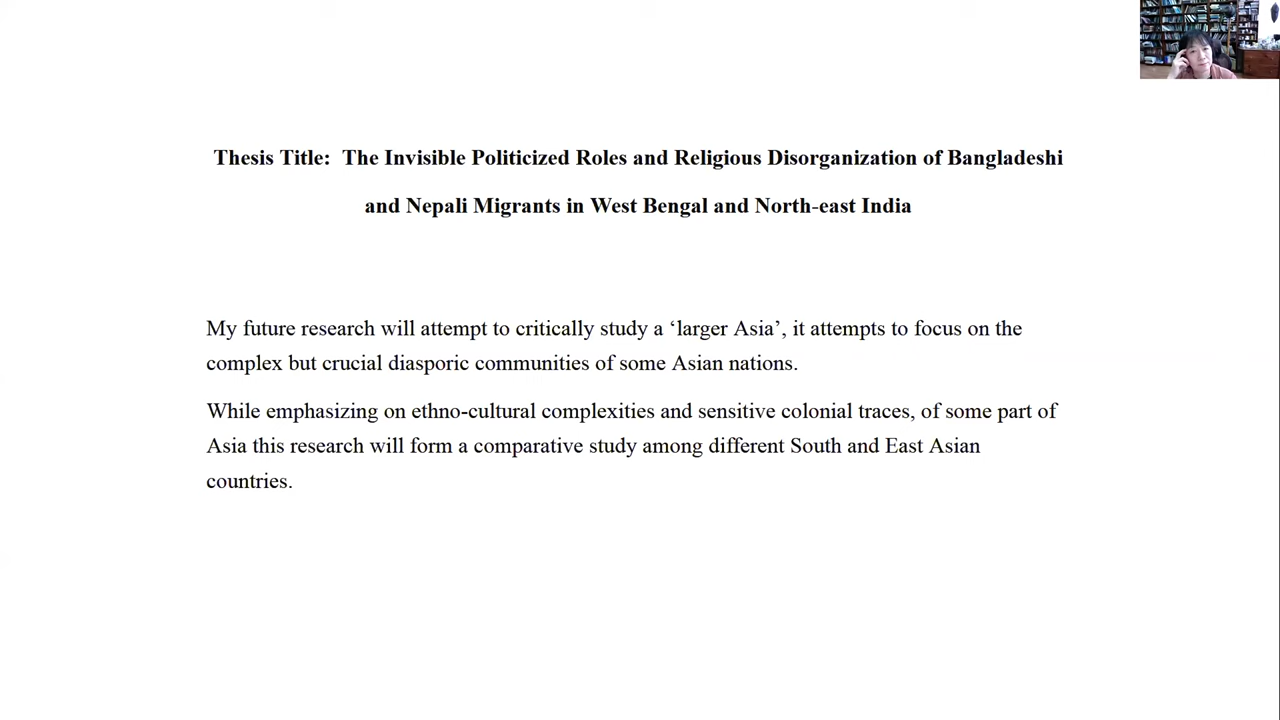 Thesis Title: The Invisible Politicized Roles and Religious Disorganization of Bangladeshi
and Nepali Migrants in West Bengal and North-east India
My future research will attempt to critically study a ‘larger Asia’, it attempts to focus on the
complex but crucial diasporic communities of some Asian nations.
While emphasizing on ethno-cultural complexities and sensitive colonial traces, of some part of
Asia this research will form a comparative study among different South and East Asian
countries.